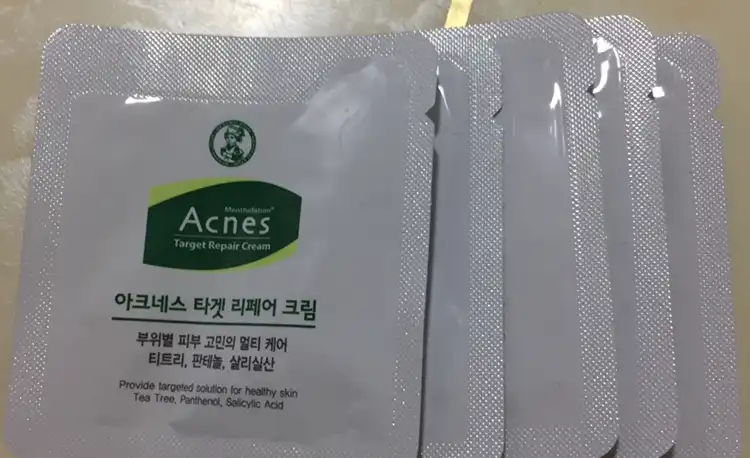 Mentholatum®
Acnes
Target Repair Cream
아크네스 타겟 리페어 크림
부위별 피부 고민의 멀티 케어
티트리, 판테놀, 살리실산
Provide targeted solution for healthy skin
Tea Tree, Panthenol, Salicylic Acid